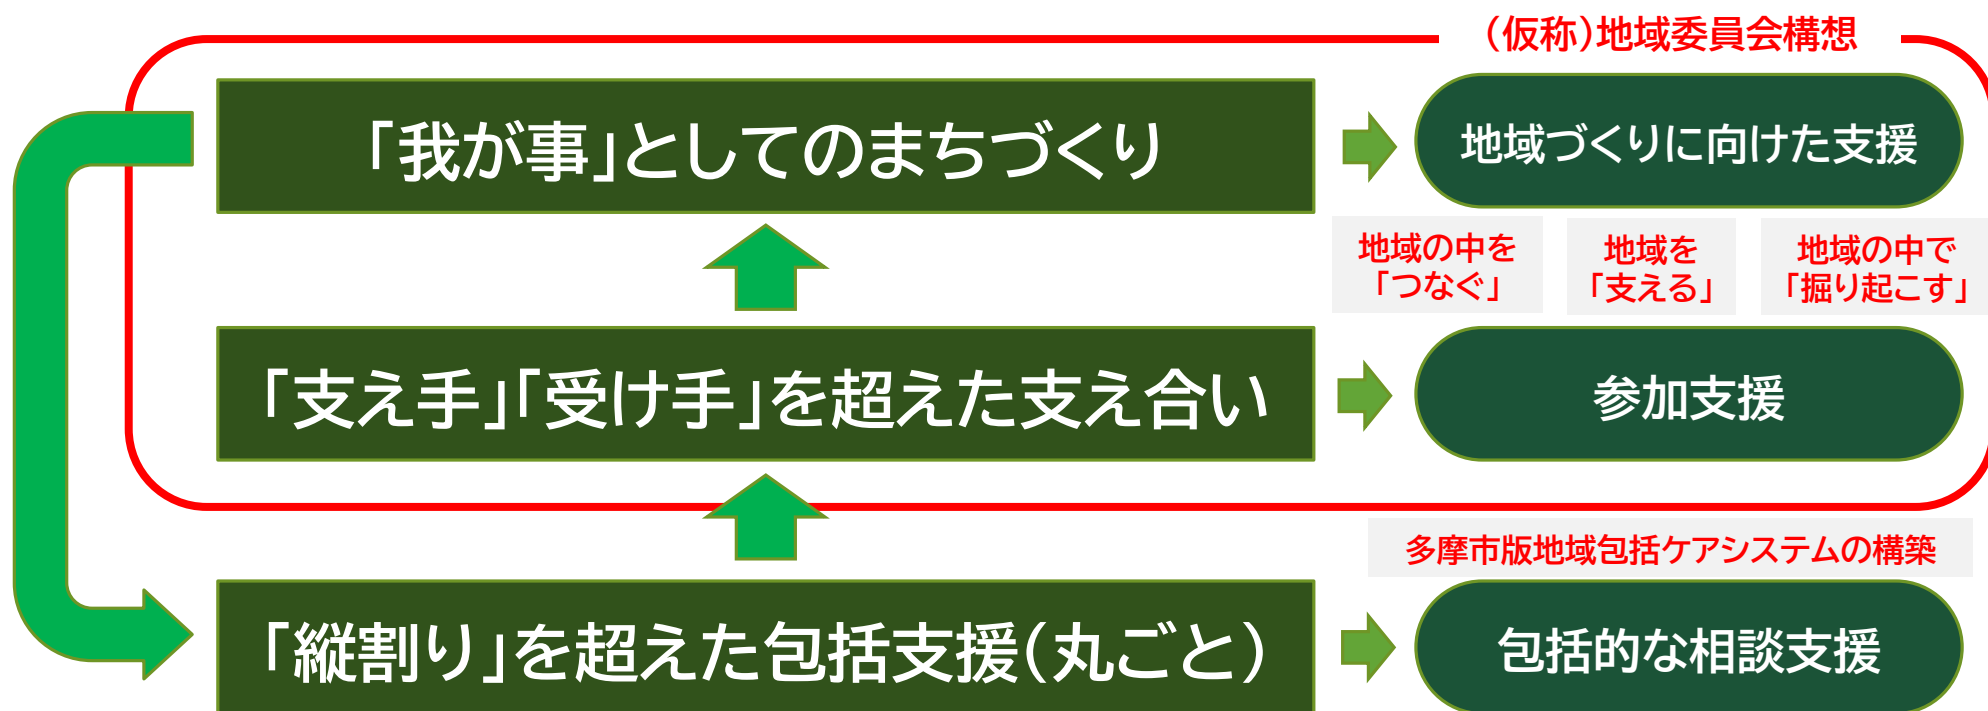 （仮称）地域委員会構想
「我が事」としてのまちづくり
地域づくりに向けた支援
地域の中を
「つなぐ」
地域を
「支える」
地域の中で
「掘り起こす」
「支え手」「受け手」を超えた支え合い
参加支援
多摩市版地域包括ケアシステムの構築
「縦割り」を超えた包括支援（丸ごと）
包括的な相談支援